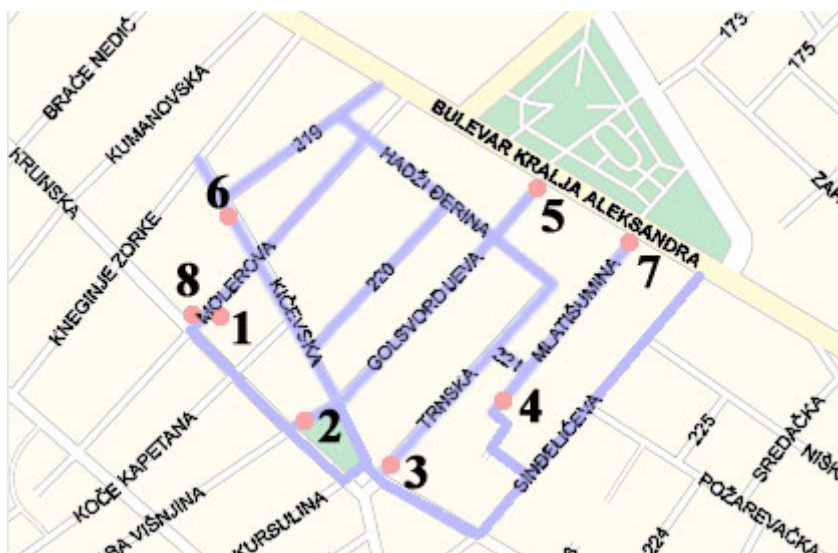 BRAĆE NEDIĆ
173
175
KUMANOVSKA
BULEVAR KRALJA ALEKSANDRA
KRUNSKA
219
HADŽI ĐERINA
6
5
KNEGINJE ZORKE
7
MOLEROVA
220
8
1
KIČEVSKA
GOLSVORDIJEVA
MLATIŠUMINA
TRNSKA
4
2
3
SINĐELIĆEVA
225
SREDAČKA
KOČE KAPETANA
POŽAREVAČKA
KURSULINA
224